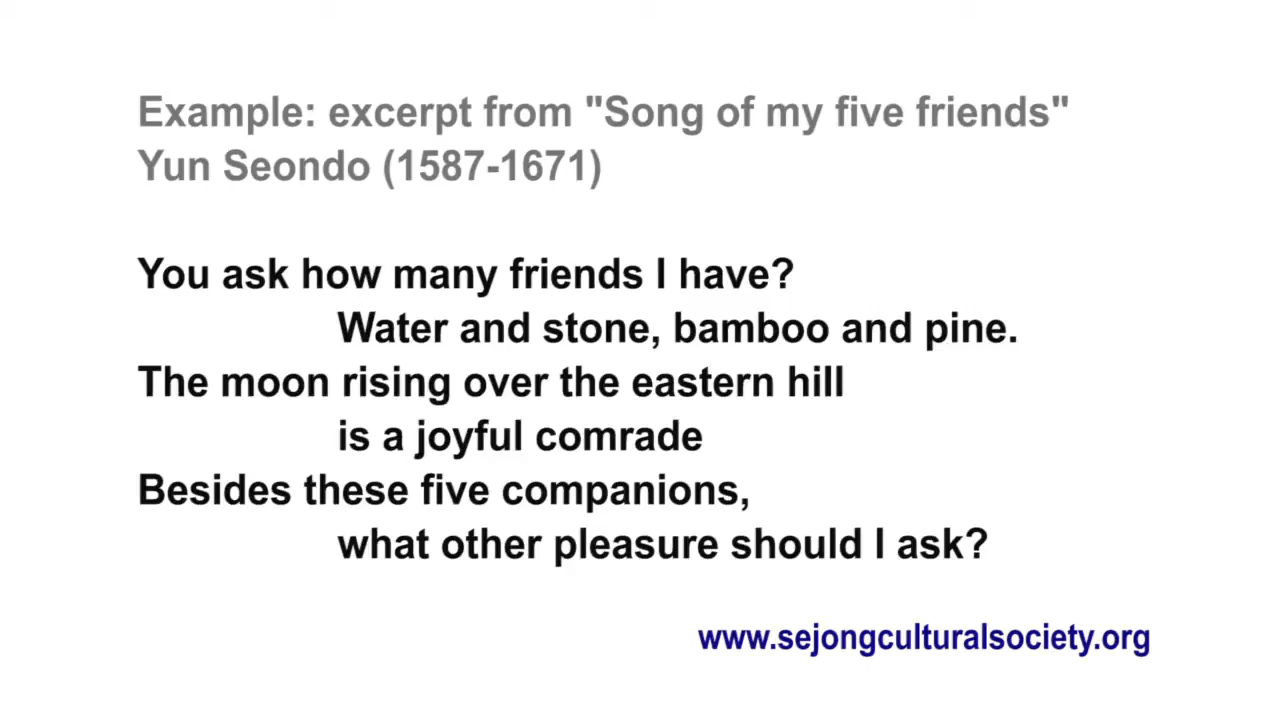 Example: excerpt from "Song of my five friends"
Yun Seondo (1587-1671)
You ask how many friends I have?
Water and stone, bamboo and pine.
The moon rising over the eastern hill
is a joyful comrade
Besides these five companions,
what other pleasure should I ask?
www.sejongculturalsociety.org